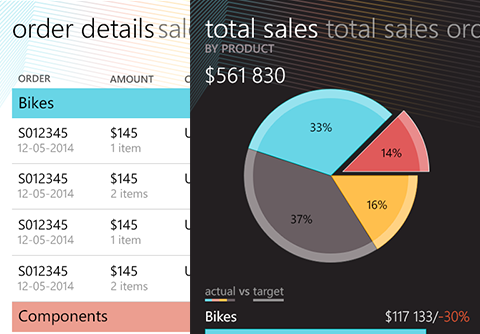 order details sal
ORDER AMOUNT C
Bikes
S012345 $145 U
12-05-2014 1 item
S012345 $145 U
12-05-2014 2 items
S012345 $145 U
12-05-2014 1 item
S012345 $145 U
12-05-2014 2 items
Components
total sales total sales ord
BY PRODUCT
$561 830
33%
14%
37%
16%
actual vs target
Bikes $117 133/-30%